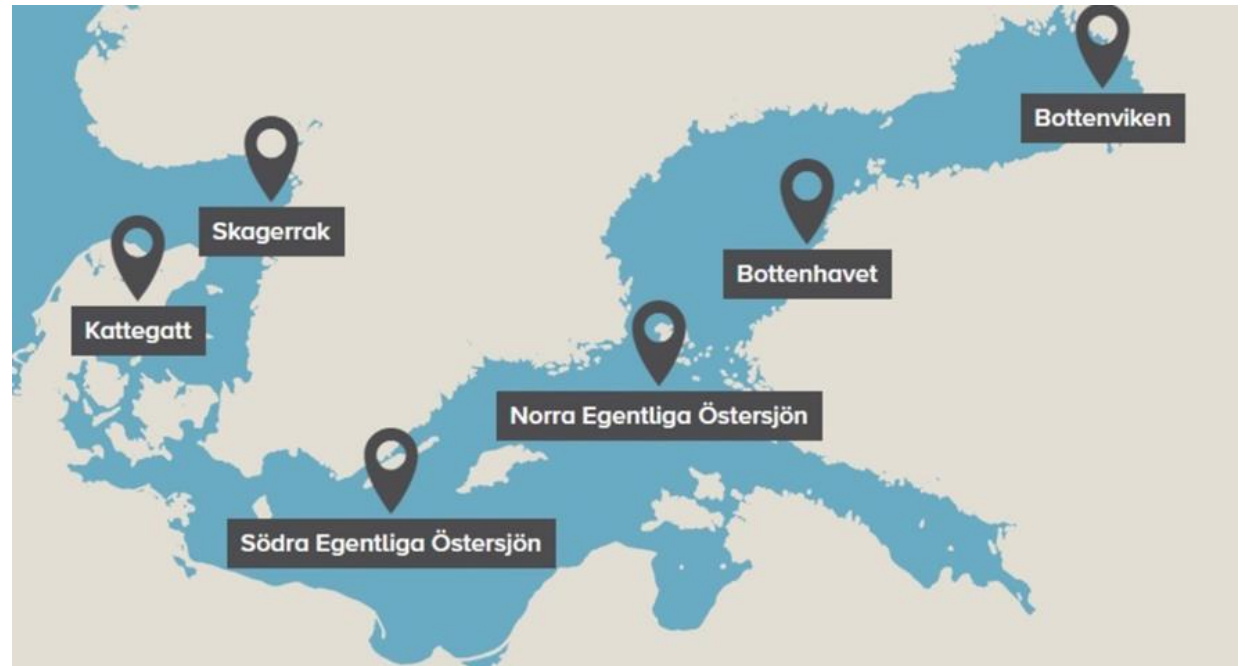 Bottenviken
Skagerrak
Bottenhavet
Kattegatt
Norra Egentliga Östersjön
Södra Egentliga Östersjön